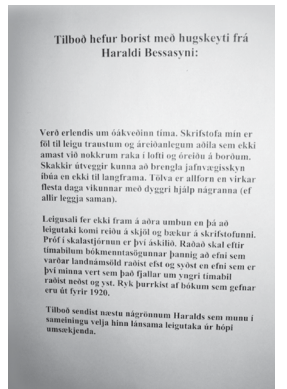 Tilboð hefur borist með hugskeyti frá
Haraldi Bessasyni:
Verð erlendis um óákveðinn tíma. Skrifstofa mín er
föl til leigu traustum og áreiðanlegum aðila sem ekki
amast við nokkrum raka í lofti og óreiðu á borðum.
Skakkir útveggir kunna að brengla jafnvægisskyn
íbúa en ekki til langframa. Tölva er allforn en virkar
flesta daga vikunnar með dyggri hjálp nágranna (ef
allir leggja saman).
Leigusali fer ekki fram á aðra umbun en þá að
leigutaki komi reiðu á skjöl og bækur á skrifstofunni.
Próf í skalastjórnun er því áskilið. Raðað skal eftir
tímabilum bókmenntasögunnar þannig að efni sem
varðar landnámsöld raðist efst og syðst en efni sem er
því minna vert sem það fjallar um yngri tímabil
raðist neðst og yst. Ryk þurrkist af bókum sem gefnar
eru út fyrir 1920.
Tilboð sendist næstu nágrönnum Haralds sem munu í
sameiningu velja hinn lánsama leigutaka úr hópi
umsækjenda.